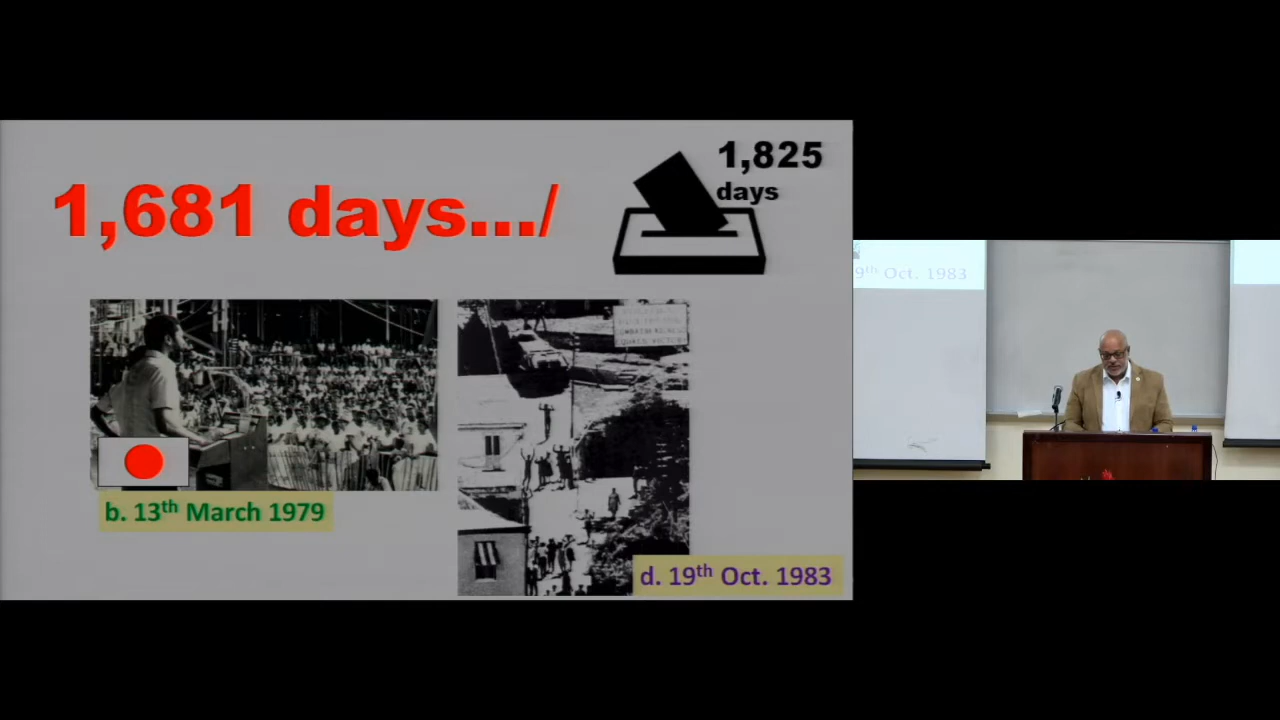 1,681 days.../
1,825
days
b. 13th March 1979
d. 19th Oct. 1983
9th Oct. 1983